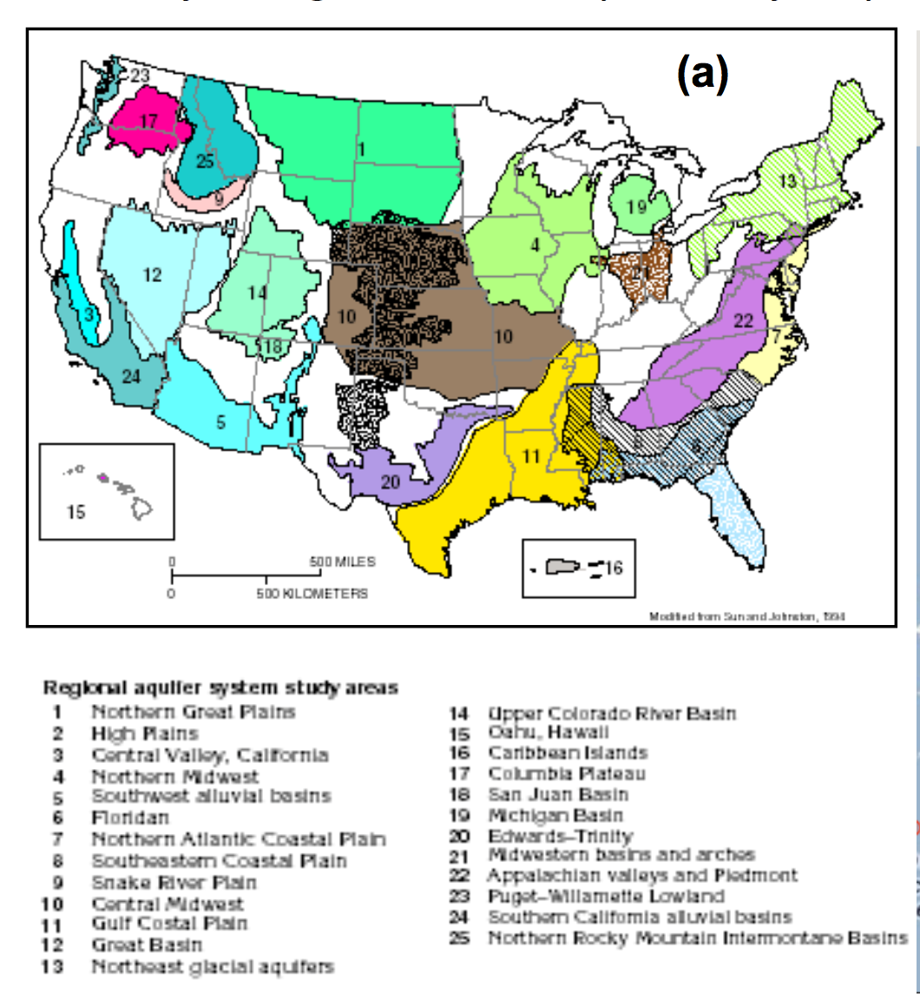 (a)
23
17
25
9
1
13
19
4
12
14
21
3
10
10
18
22
7
24
5
8
6
11
20
15
0 500 MILES
0 500 KILOMETERS
16
Modified from Sun and Johnston, 1994
Regional aquifer system study areas
1 Northern Great Plains
2 High Plains
3 Central Valley, California
4 Northern Midwest
5 Southwest alluvial basins
6 Floridan
7 Northern Atlantic Coastal Plain
8 Southeastern Coastal Plain
9 Snake River Plain
10 Central Midwest
11 Gulf Costal Plain
12 Great Basin
13 Northeast glacial aquifers
14 Upper Colorado River Basin
15 Oahu, Hawaii
16 Caribbean Islands
17 Columbia Plateau
18 San Juan Basin
19 Michigan Basin
20 Edwards–Trinity
21 Midwestern basins and arches
22 Appalachian valleys and Piedmont
23 Puget–Willamette Lowland
24 Southern California alluvial basins
25 Northern Rocky Mountain Intermontane Basins